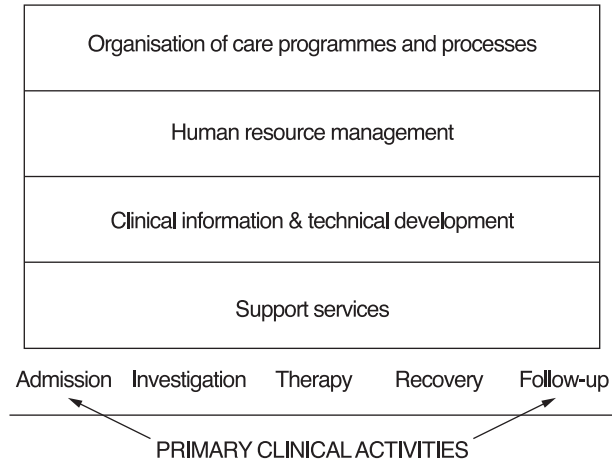 Organisation of care programmes and processes
Human resource management
Clinical information & technical development
Support services
Admission Investigation Therapy Recovery Follow-up
PRIMARY CLINICAL ACTIVITIES